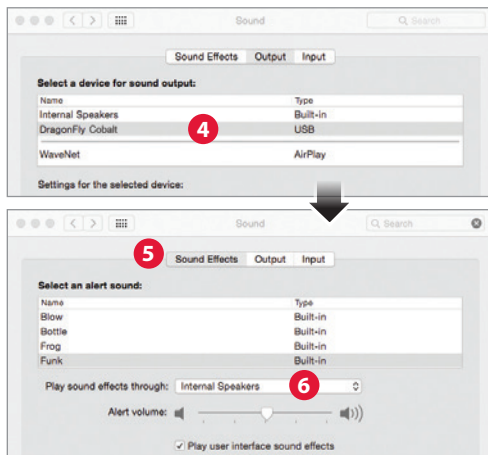 Sound
Search
Sound Effects Output Input
Select a device for sound output:
Name Type
Internal Speakers Built-in
DragonFly Cobalt 4 USB
WaveNet AirPlay
Settings for the selected device:
Sound
Search
5 Sound Effects Output Input
Select an alert sound:
Name Type
Blow Built-in
Bottle Built-in
Frog Built-in
Funk Built-in
Play sound effects through: Internal Speakers 6
Alert volume:
Play user interface sound effects